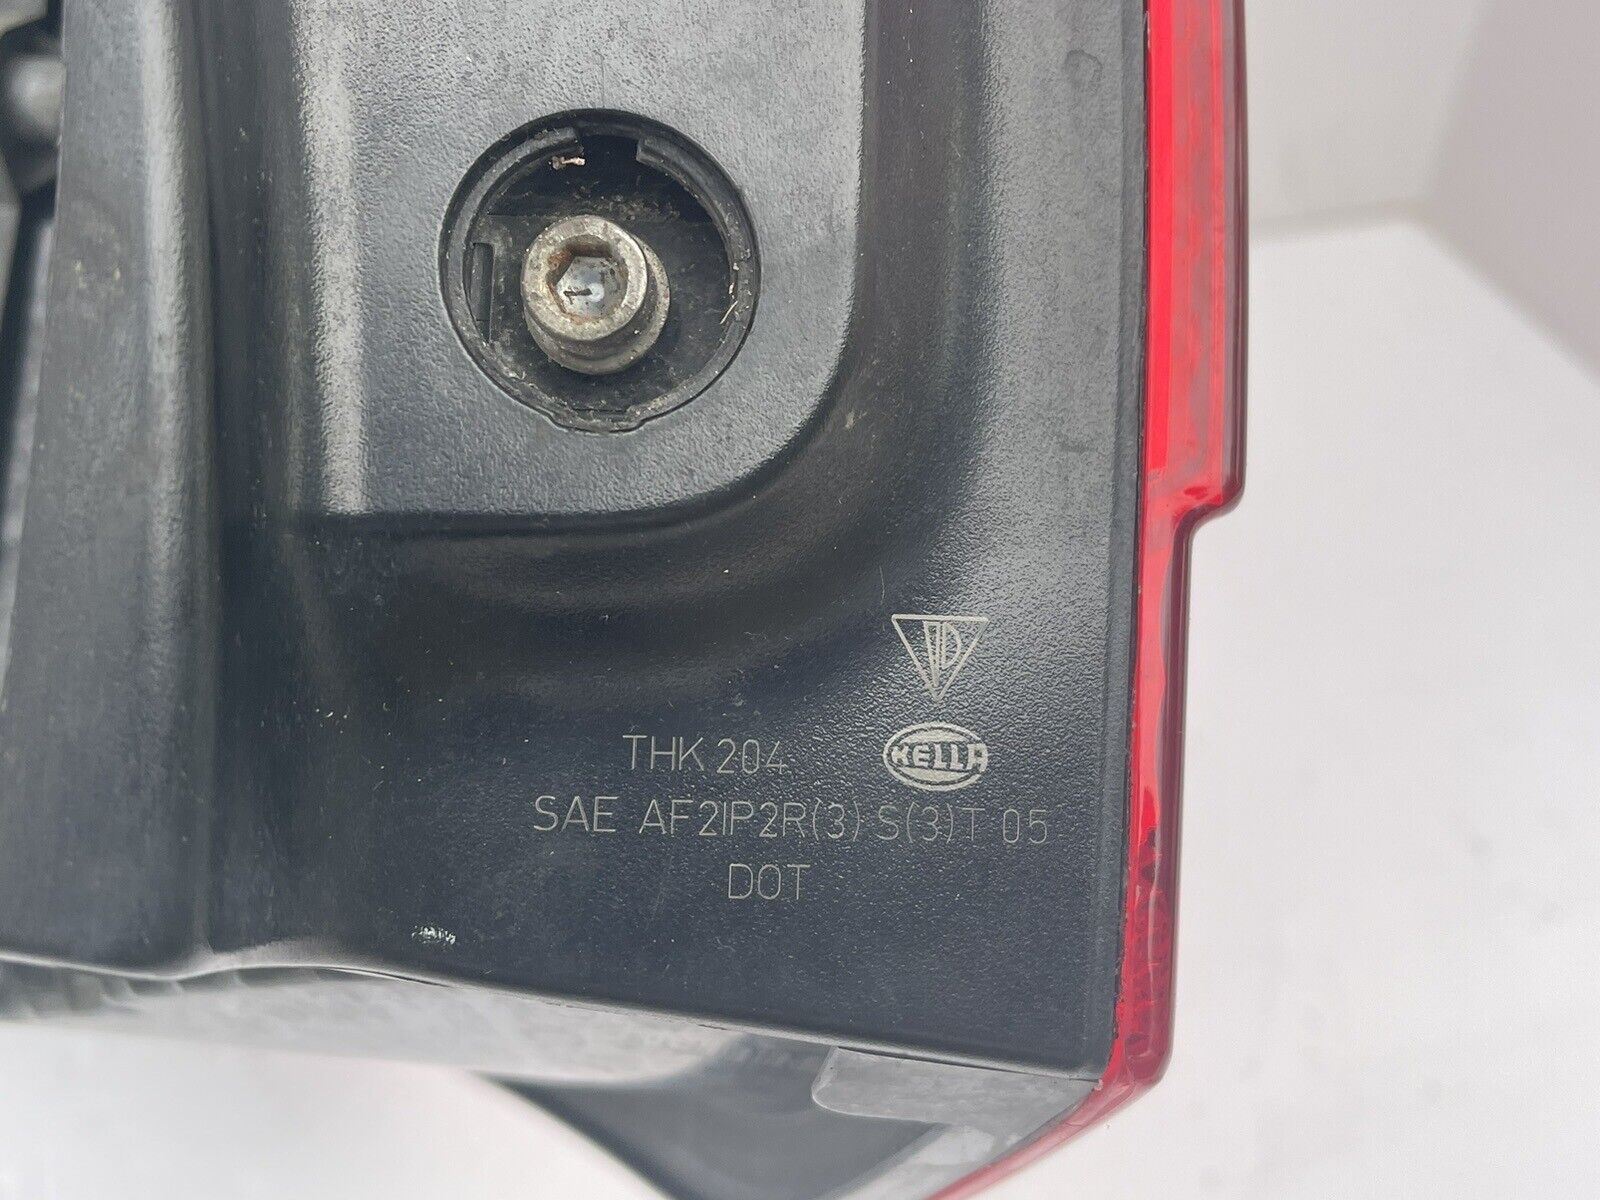 THK 204
HELLA
SAE AF2IP2R(3) S(3)T 05
DOT